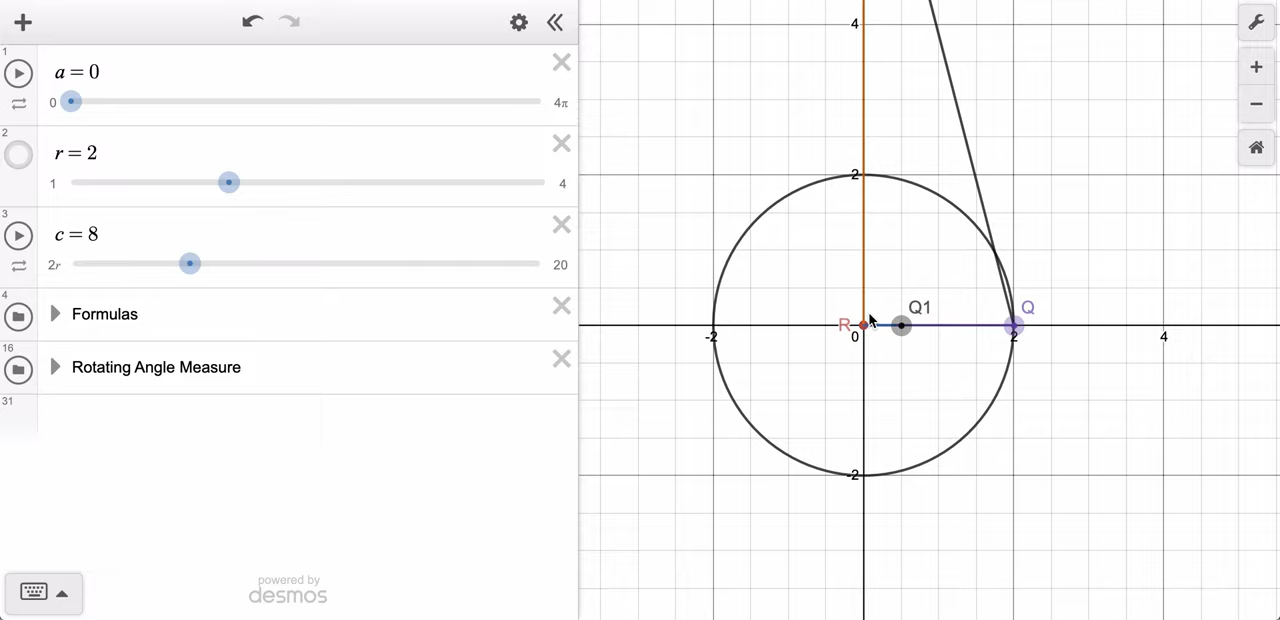 1
a = 0
0
4π
2
r = 2
1
4
3
c = 8
2r
20
4
Formulas
16
Rotating Angle Measure
31
powered by
desmos
4
2
Q1
Q
R
-2
0
2
4
-2